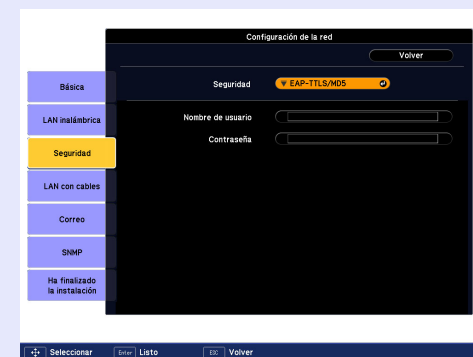 Configuración de la red
Volver
Básica
LAN inalámbrica
Seguridad
LAN con cables
Correo
SNMP
Ha finalizado
la instalación
Seguridad EAP-TTLS/MD5
Nombre de usuario
Contraseña
Seleccionar Enter Listo ESC Volver